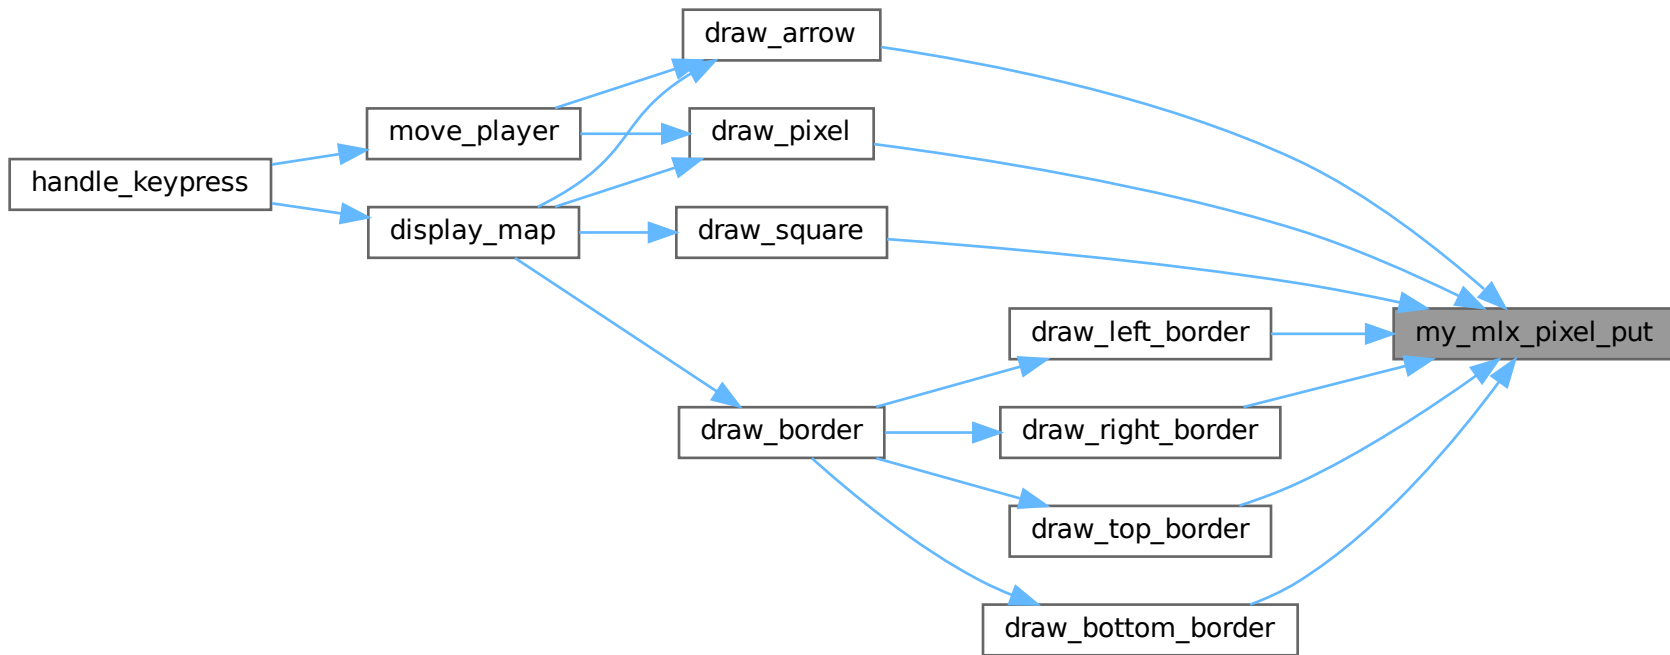 draw_arrow
move_player
draw_pixel
handle_keypress
display_map
draw_square
draw_left_border
my_mlx_pixel_put
draw_border
draw_right_border
draw_top_border
draw_bottom_border